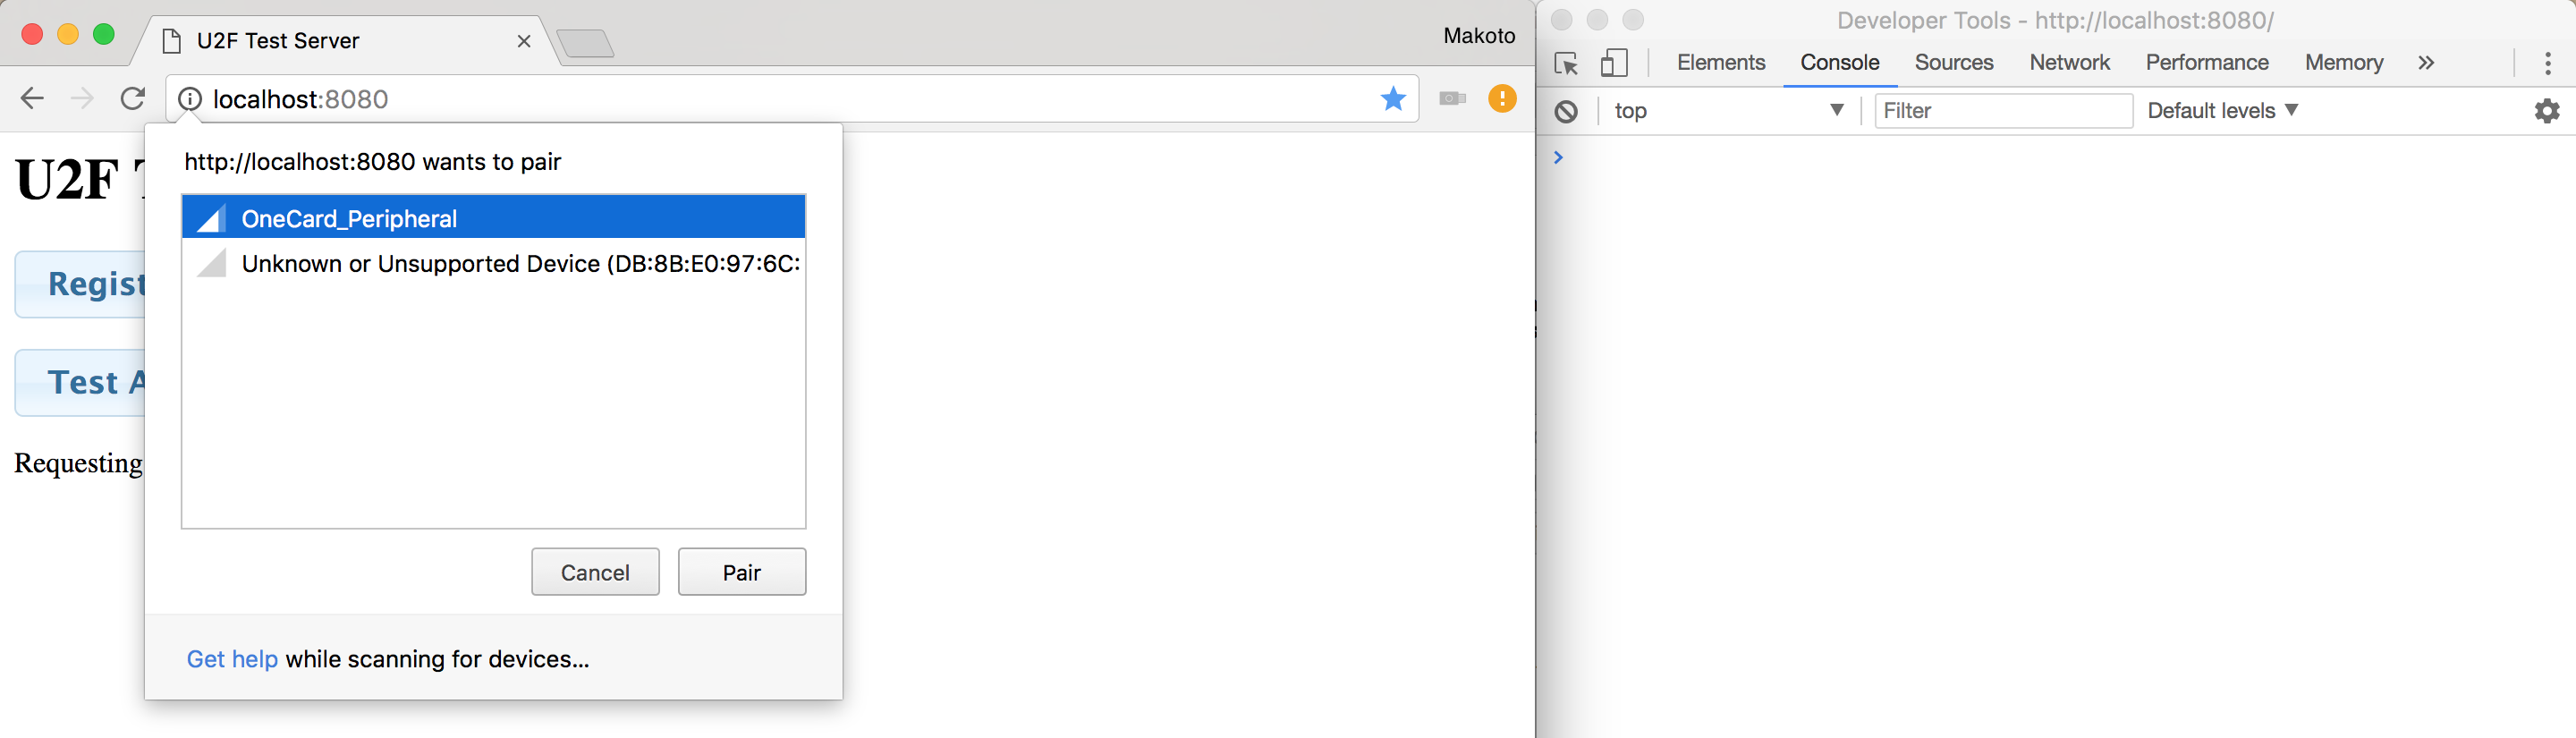 U2F Test Server
Makoto
localhost:8080
http://localhost:8080 wants to pair
OneCard_Peripheral
Unknown or Unsupported Device (DB:8B:E0:97:6C:
Cancel
Pair
Get help while scanning for devices...
U2F
Regist
Test A
Requesting
Developer Tools - http://localhost:8080/
Elements
Console
Sources
Network
Performance
Memory
top
Filter
Default levels